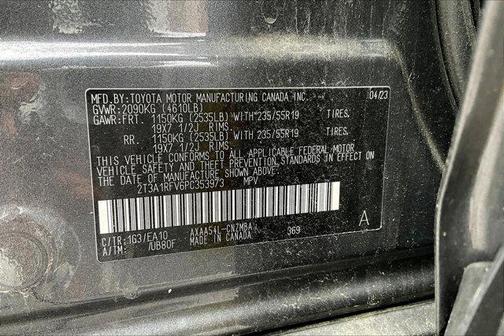 MFD.BY:TOYOTA MOTOR MANUFACTURING CANADA INC. 04/23
GVWR:2090KG (4610LB)
GAWR:FRT. 1150KG (2535LB) WITH*235/55R19 TIRES,
19X7 1/2J RIMS,
RR. 1150KG (2535LB) WITH*235/55R19 TIRES,
19X7 1/2J RIMS,
THIS VEHICLE CONFORMS TO ALL APPLICABLE FEDERAL MOTOR
VEHICLE SAFETY AND THEFT PREVENTION STANDARDS IN EFFECT
ON THE DATE OF MANUFACTURE SHOWN ABOVE.
2T3A1RFV6PC353973 MPV
A
C/TR:1G3/EA10 AXAA54L-
A/TM: /UB80F MADE IN CANADA 369